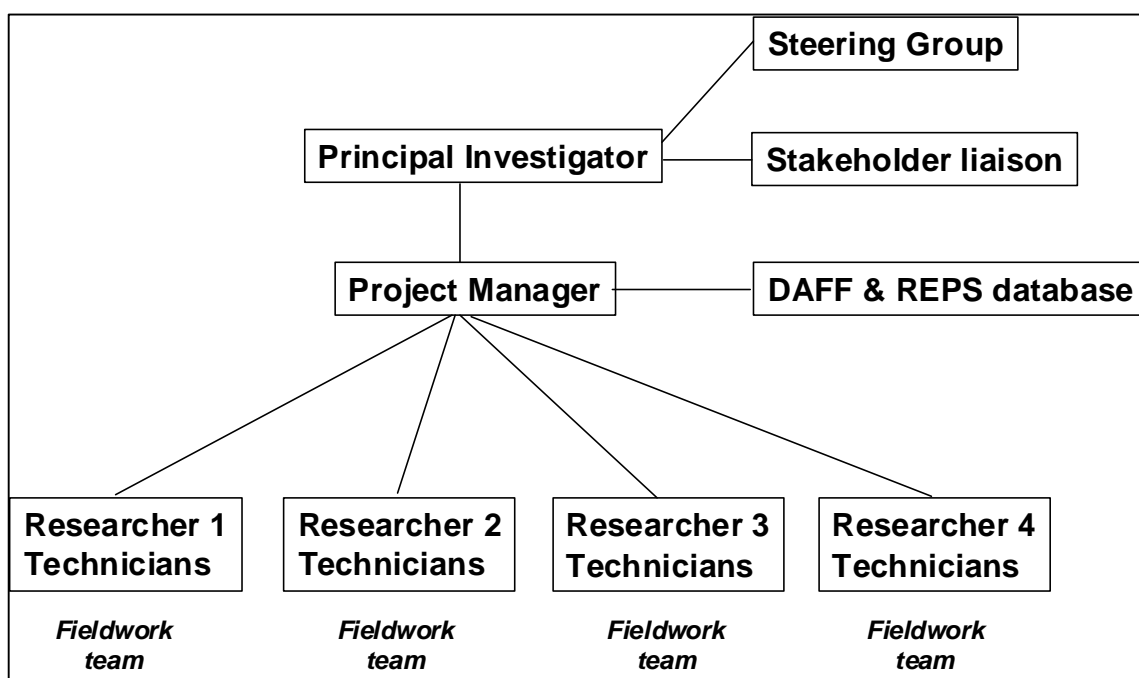 Steering Group
Principal Investigator
Stakeholder liaison
Project Manager
DAFF & REPS database
Researcher 1
Technicians
Researcher 2
Technicians
Researcher 3
Technicians
Researcher 4
Technicians
Fieldwork
team
Fieldwork
team
Fieldwork
team
Fieldwork
team